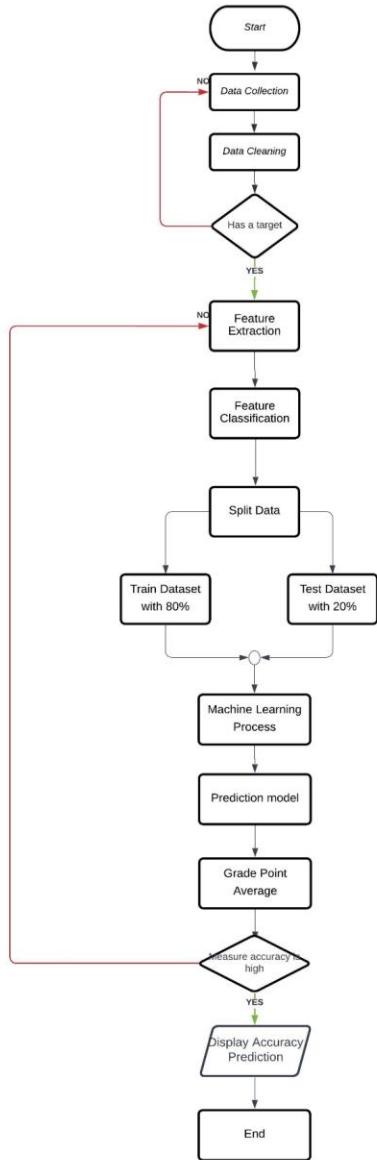 Start
NO
Data Collection
Data Cleaning
Has a target
YES
NO
Feature
Extraction
Feature
Classification
Split Data
Train Dataset
with 80%
Test Dataset
with 20%
Machine Learning
Process
Prediction model
Grade Point
Average
Measure accuracy is
high
YES
Display Accuracy
Prediction
End